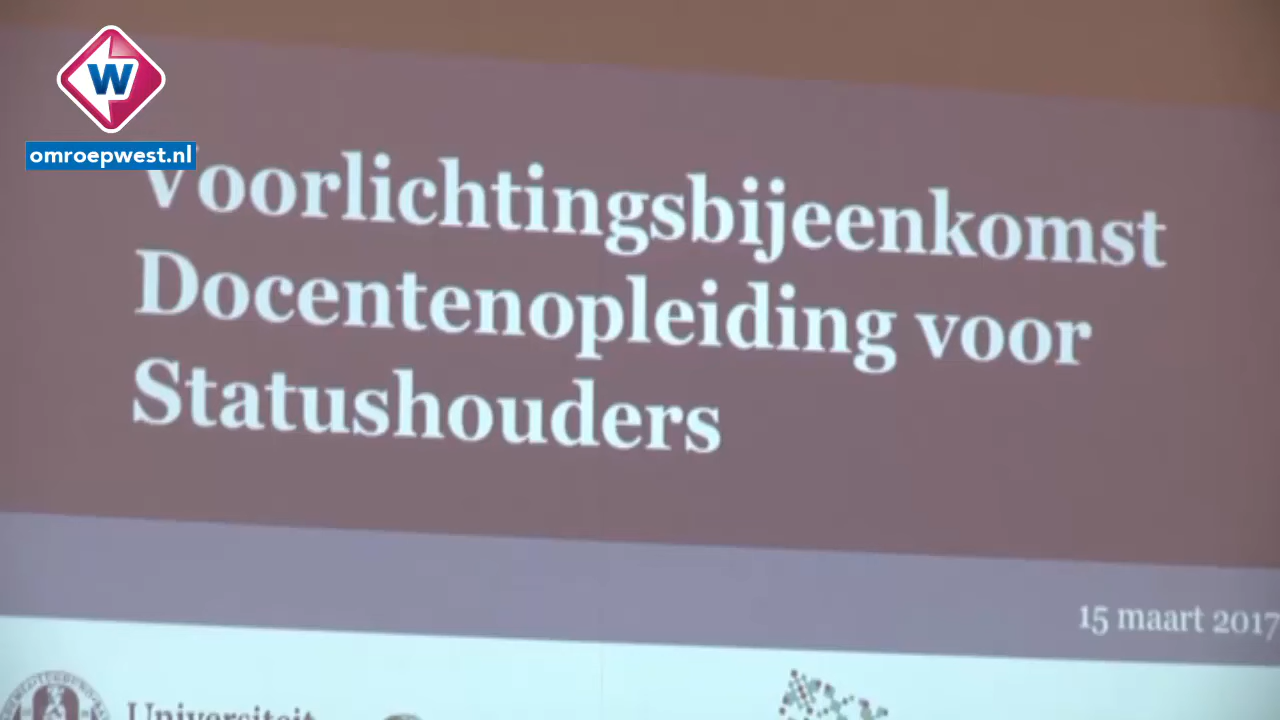 W
omroepwest.nl
Voorlichtingsbijeenkomst
Docentenopleiding voor
Statushouders
15 maart 2017
Universiteit